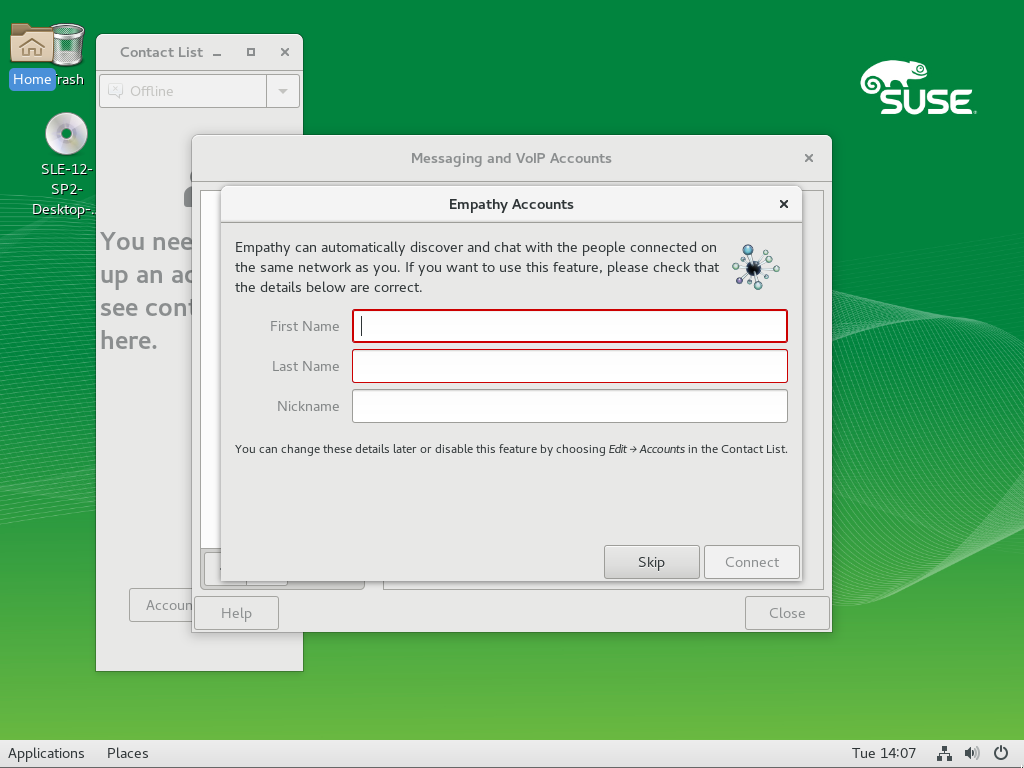 Home
Trash
SLE-12-
SP2-
Desktop-...
Contact List
Offline
You nee
up an ac
see cont
here.
Accoun
SUSE
Messaging and VoIP Accounts
Empathy Accounts
Empathy can automatically discover and chat with the people connected on
the same network as you. If you want to use this feature, please check that
the details below are correct.
First Name
Last Name
Nickname
You can change these details later or disable this feature by choosing Edit → Accounts in the Contact List.
Skip
Connect
Help
Close
Applications
Places
Tue 14:07